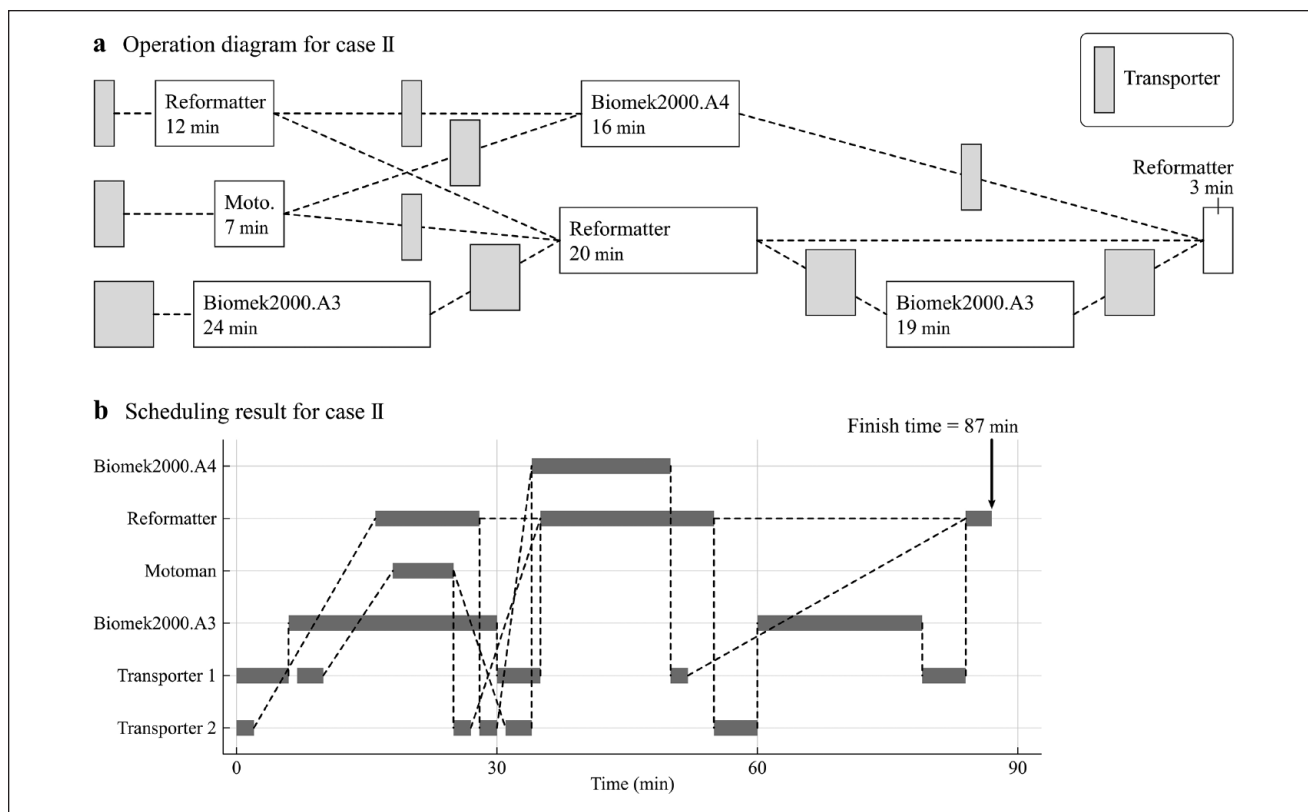 a Operation diagram for case Ⅱ
Transporter
Reformatter
12 min
Biomek2000.A4
16 min
Reformatter
3 min
Moto.
7 min
Reformatter
20 min
Biomek2000.A3
24 min
Biomek2000.A3
19 min
b Scheduling result for case Ⅱ
Finish time = 87 min
Biomek2000.A4
Reformatter
Motoman
Biomek2000.A3
Transporter 1
Transporter 2
0 30 60 90
Time (min)